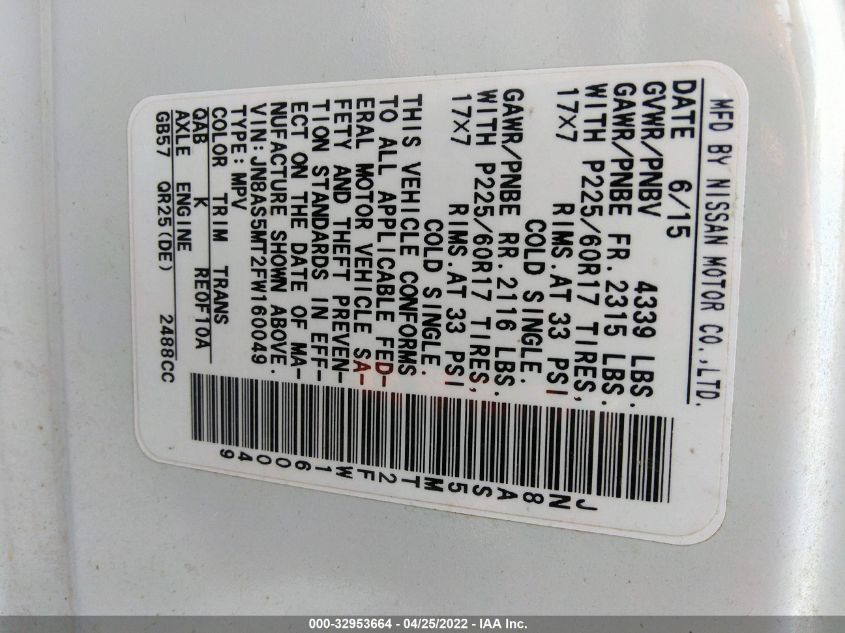 MFD BY NISSAN MOTOR CO.,LTD.
DATE 6/15
GVWR/PNBV 4339 LBS.
GAWR/PNBE FR. 2315 LBS.
WITH P225/60R17 TIRES,
17X7 RIMS.AT 33 PSI
COLD SINGLE.
GAWR/PNBE RR. 2116 LBS.
WITH P225/60R17 TIRES,
17X7 RIMS.AT 33 PSI
COLD SINGLE.
THIS VEHICLE CONFORMS
TO ALL APPLICABLE FED-
ERAL MOTOR VEHICLE SA-
FETY AND THEFT PREVEN-
TION STANDARDS IN EFF-
ECT ON THE DATE OF MA-
NUFACTURE SHOWN ABOVE.
VIN:JN8AS5MT2FW160049
TYPE:MPV
COLOR TRIM TRANS
QAB K RE0F10A
AXLE ENGINE
GB57 QR25(DE) 2488CC
JN8AS5MT2FW160049
000-32953664 - 04/25/2022 - IAA Inc.